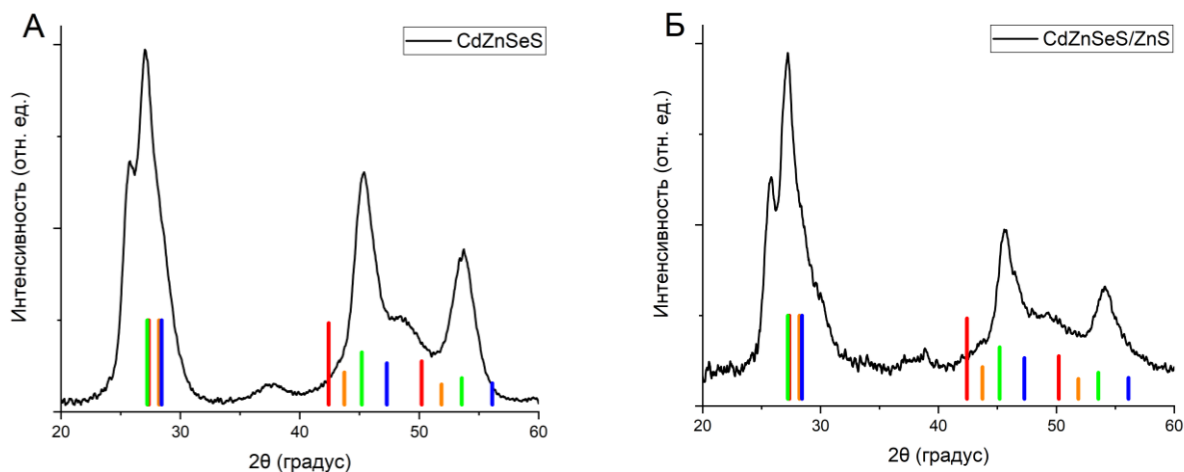 А
CdZnSeS
Интенсивность (отн. ед.)
20
30
40
50
60
2θ (градус)
Б
CdZnSeS/ZnS
Интенсивность (отн. ед.)
20
30
40
50
60
2θ (градус)